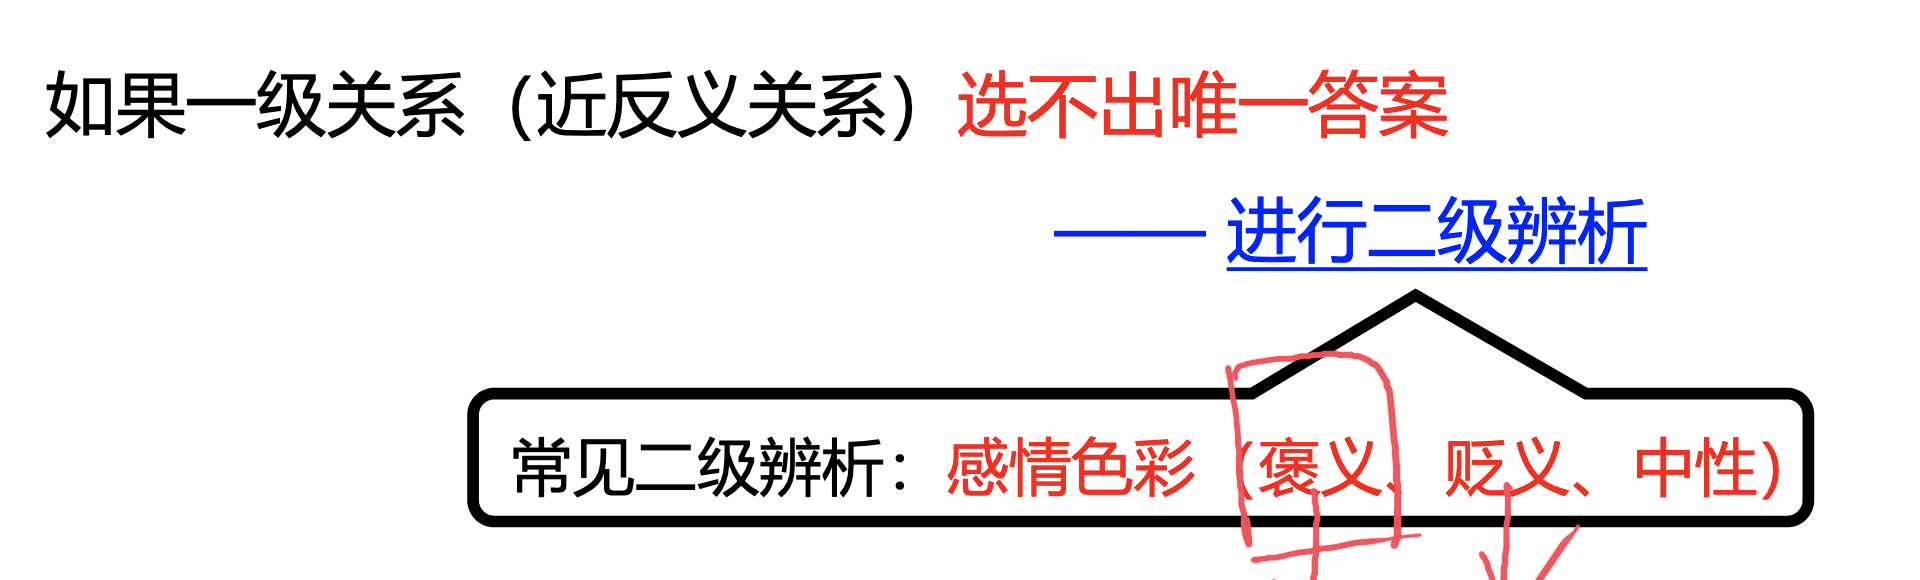 如果一级关系（近反义关系）选不出唯一答案
—— 进行二级辨析
常见二级辨析：感情色彩（褒义、贬义、中性）